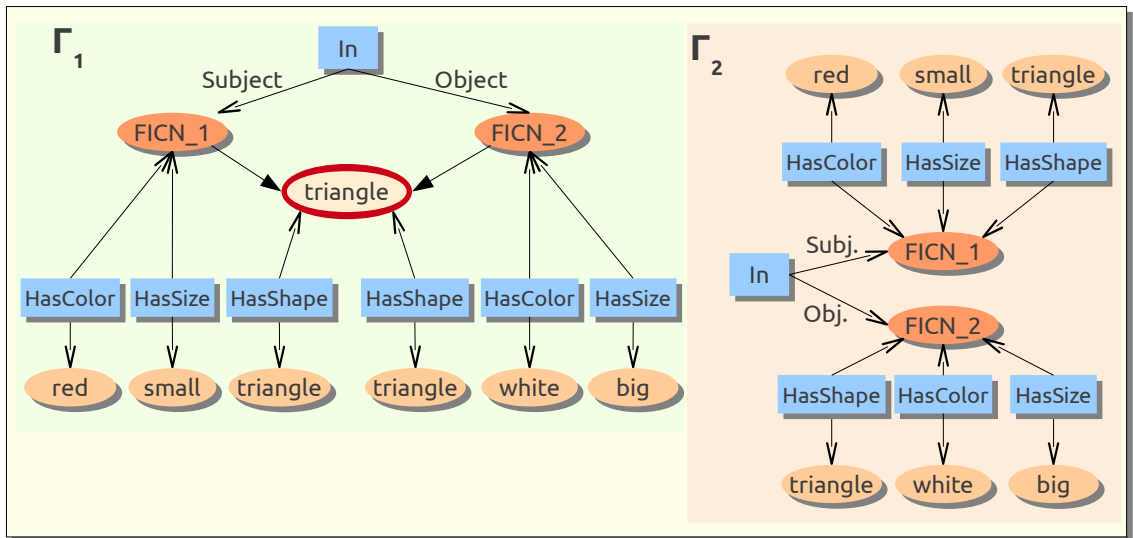 Γ1
In
Subject Object
FICN_1 FICN_2
triangle
HasColor HasSize HasShape HasShape HasColor HasSize
red small triangle triangle white big
Γ2
red small triangle
HasColor HasSize HasShape
Subj. FICN_1
In
Obj. FICN_2
HasShape HasColor HasSize
triangle white big